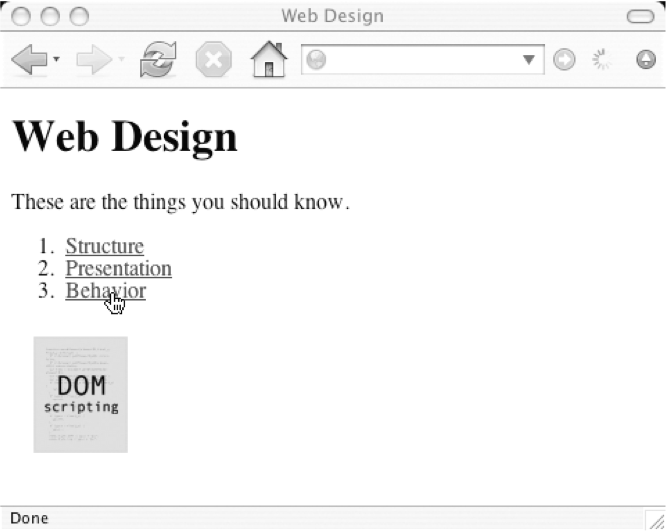 Web Design
Web Design
These are the things you should know.
1. Structure
2. Presentation
3. Behavior
DOM
scripting
Done